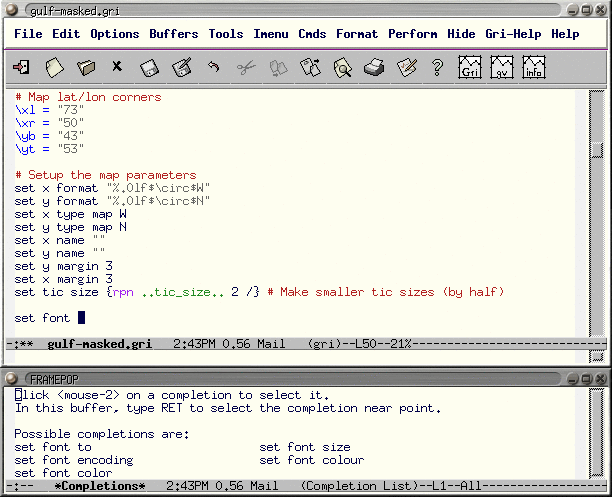 gulf-masked.gri
File Edit Options Buffers Tools Imenu Cmds Format Perform Hide Gri-Help Help
Gri gv info
# Map lat/lon corners
\xl = "73"
\xr = "50"
\yb = "43"
\yt = "53"
# Setup the map parameters
set x format "%.0lf$\circ$W"
set y format "%.0lf$\circ$N"
set x type map W
set y type map N
set x name ""
set y name ""
set y margin 3
set x margin 3
set tic size {rpn ..tic_size.. 2 /} # Make smaller tic sizes (by half)
set font
-:** gulf-masked.gri 2:43PM 0.56 Mail (gri)--L50--21%--------------------------------
FRAMEPOP
Click <mouse-2> on a completion to select it.
In this buffer, type RET to select the completion near point.
Possible completions are:
set font to set font size
set font encoding set font colour
set font color
-:-- *Completions* 2:43PM 0.56 Mail (Completion List)--L1--All------------------